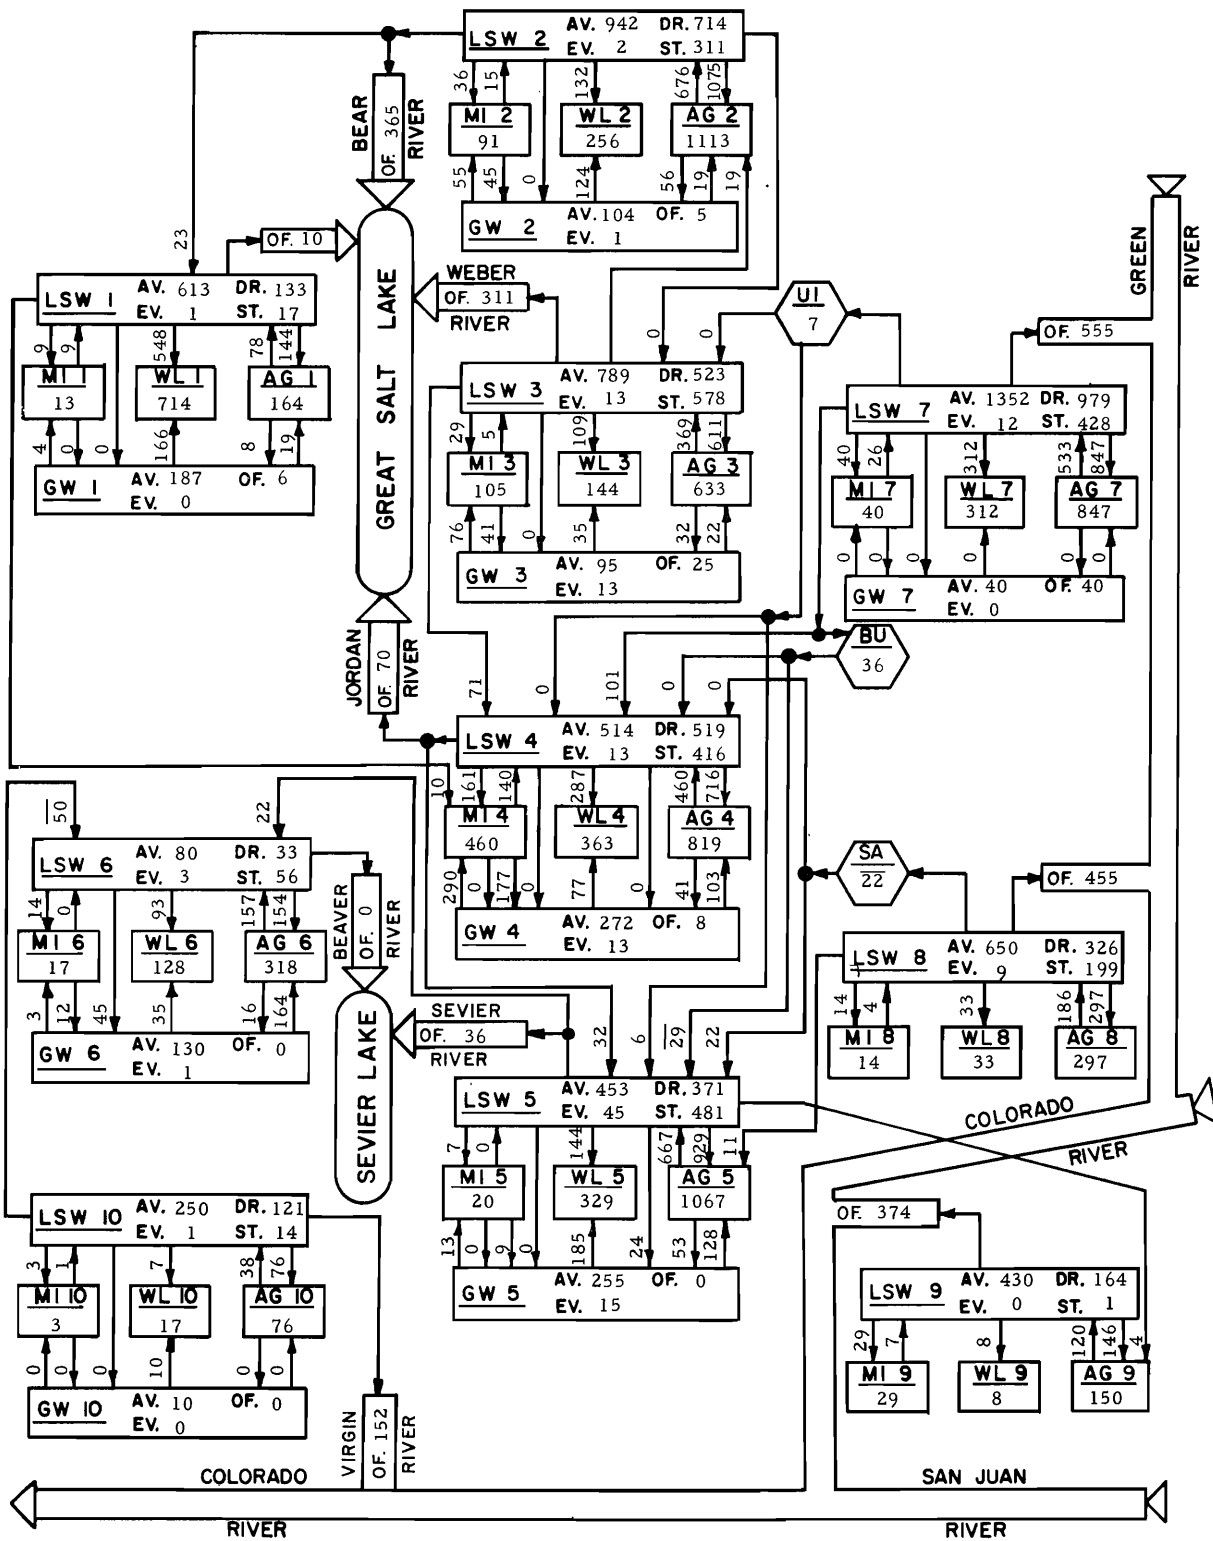 LSW 2 AV. 942 DR. 714
EV. 2 ST. 311
36 15 132 676 1075
MI 2 WL 2 AG 2
91 256 1113
55 45 0 124 56 19 19
GW 2 AV. 104 OF. 5
EV. 1
BEAR RIVER
OF. 365
23
OF. 10
LSW 1 AV. 613 DR. 133
EV. 1 ST. 17
9 9 548 78 144
MI 1 WL 1 AG 1
13 714 164
4 0 0 166 8 19
GW 1 AV. 187 OF. 6
EV. 0
GREAT SALT LAKE
WEBER
OF. 311
RIVER
0 0
UI
7
LSW 3 AV. 789 DR. 523
EV. 13 ST. 578
29 5 109 369 611
MI 3 WL 3 AG 3
105 144 633
76 41 0 35 32 22
GW 3 AV. 95 OF. 25
EV. 13
GREEN RIVER
OF. 555
LSW 7 AV. 1352 DR. 979
EV. 12 ST. 428
40 26 312 533 847
MI 7 WL 7 AG 7
40 312 847
0 0 0 0 0 0
GW 7 AV. 40 OF. 40
EV. 0
BU
36
JORDAN RIVER
OF. 70
71 0 101 0 0
LSW 4 AV. 514 DR. 519
EV. 13 ST. 416
10 161 140 287 460 716
MI 4 WL 4 AG 4
460 363 819
290 0 177 0 77 0 41 103
GW 4 AV. 272 OF. 8
EV. 13
50 22
LSW 6 AV. 80 DR. 33
EV. 3 ST. 56
14 0 93 157 154
MI 6 WL 6 AG 6
17 128 318
3 12 45 35 16 164
GW 6 AV. 130 OF. 0
EV. 1
BEAVER RIVER
OF. 0
SEVIER LAKE
SEVIER
OF. 36
RIVER
SA
22
OF. 455
LSW 8 AV. 650 DR. 326
EV. 9 ST. 199
14 4 33 186 297
MI 8 WL 8 AG 8
14 33 297
32 6 29 22
LSW 5 AV. 453 DR. 371
EV. 45 ST. 481
7 0 144 667 929 11
MI 5 WL 5 AG 5
20 329 1067
13 0 9 0 185 24 53 128
GW 5 AV. 255 OF. 0
EV. 15
COLORADO
RIVER
OF. 374
LSW 9 AV. 430 DR. 164
EV. 0 ST. 1
29 7 8 120 146 4
MI 9 WL 9 AG 9
29 8 150
LSW 10 AV. 250 DR. 121
EV. 1 ST. 14
3 1 7 38 76
MI 10 WL 10 AG 10
3 17 76
0 0 0 10 0 0
GW 10 AV. 10 OF. 0
EV. 0
VIRGIN RIVER
OF. 152
COLORADO
RIVER
SAN JUAN
RIVER